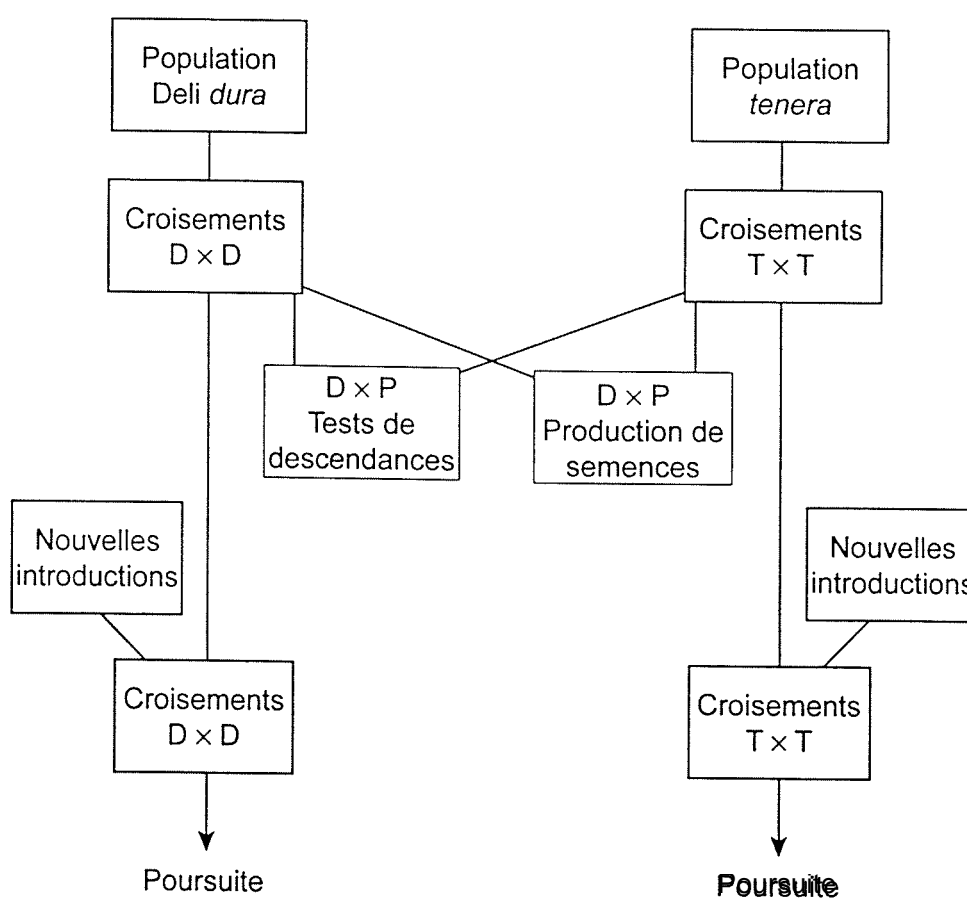 Population
Deli dura
Population
tenera
Croisements
D × D
Croisements
T × T
D × P
Tests de
descendances
D × P
Production de
semences
Nouvelles
introductions
Nouvelles
introductions
Croisements
D × D
Croisements
T × T
Poursuite
Poursuite